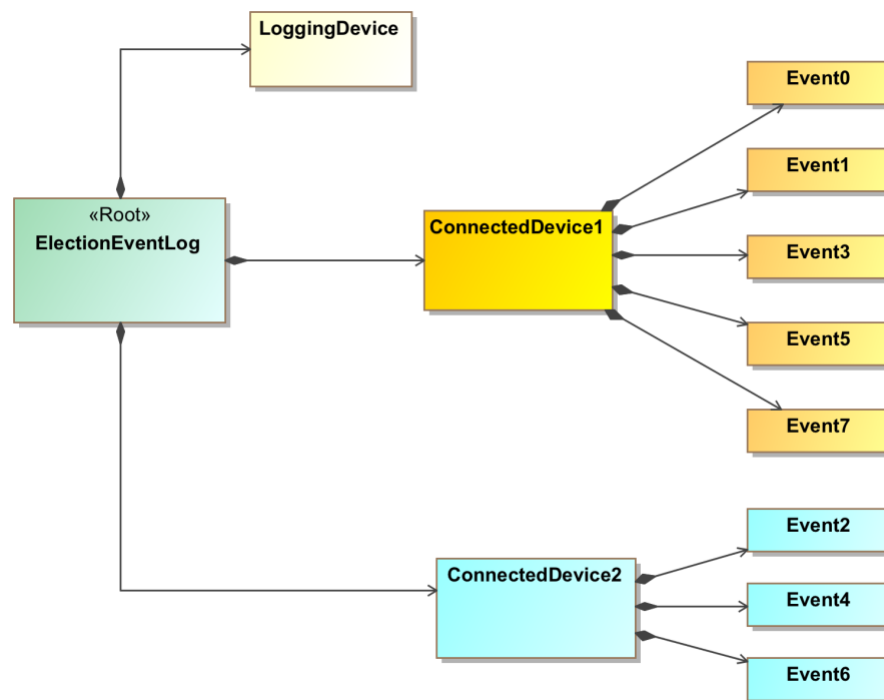 LoggingDevice
«Root»
ElectionEventLog
ConnectedDevice1
Event0
Event1
Event3
Event5
Event7
ConnectedDevice2
Event2
Event4
Event6